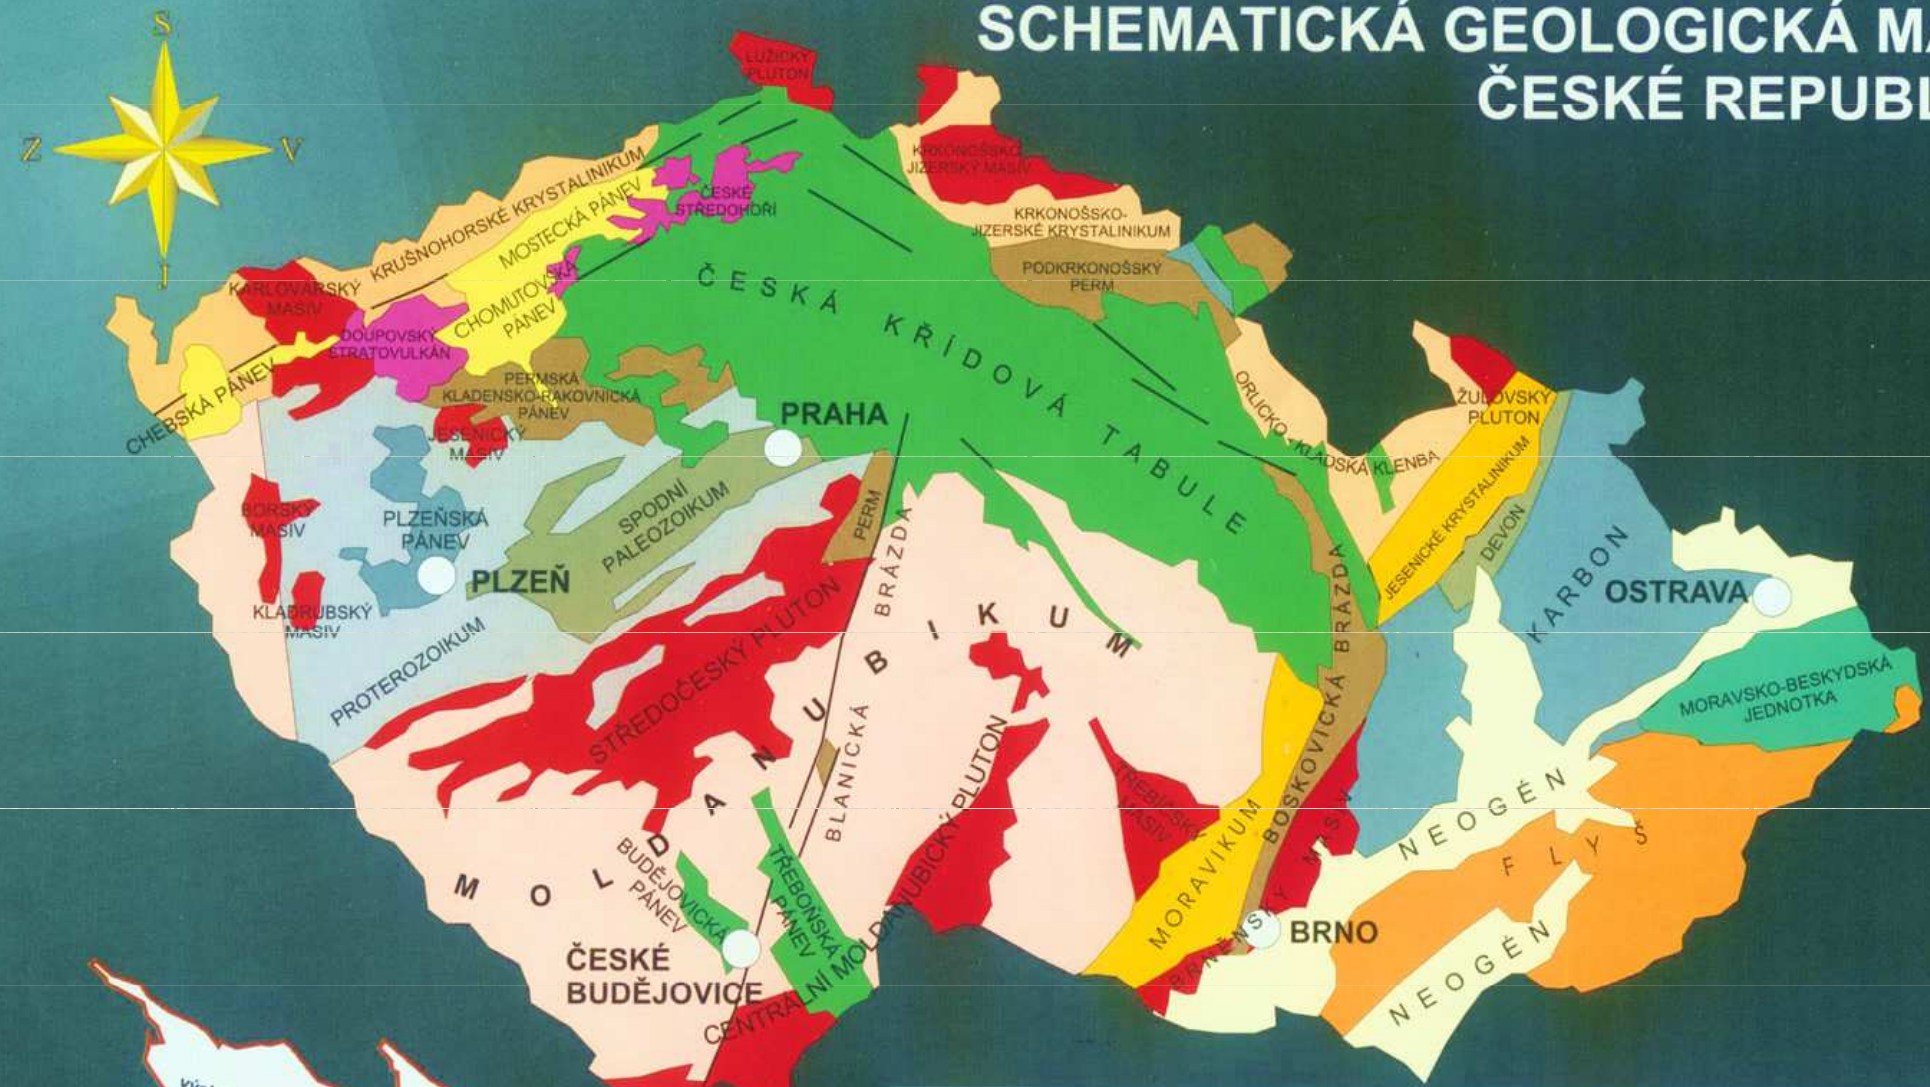 SCHEMATICKÁ GEOLOGICKÁ
ČESKÉ
S
Z
V
J
LUŽICKÝ
PLUTON
KRKONOŠSKO-
JIZERSKÝ MASIV
KRUŠNOHORSKÉ KRYSTALINIKUM
MOSTECKÁ PÁNEV
ČESKÉ
STŘEDOHOŘÍ
KRKONOŠSKO-
JIZERSKÉ KRYSTALINIKUM
PODKRKONOŠSKÝ
PERM
KARLOVARSKÝ
MASIV
CHOMUTOVSKÁ
PÁNEV
DOUPOVSKÝ
STRATOVULKÁN
ČESKÁ KŘÍDOVÁ TABULE
CHEBSKÁ PÁNEV
PERMSKÁ
KLADENSKO-RAKOVNICKÁ
PÁNEV
PRAHA
JESENICKÝ
MASIV
ORLICKO-KLADSKÁ KLENBA
ŽULOVSKÝ
PLUTON
JESENICKÉ KRYSTALINIKUM
DEVON
KARBON
OSTRAVA
BORSKÝ
MASIV
PLZEŇSKÁ
PÁNEV
SPODNÍ
PALEOZOIKUM
PERM
PLZEŇ
KLADRUBSKÝ
MASIV
PROTEROZOIKUM
STŘEDOČESKÝ PLUTON
BLANICKÁ BRÁZDA
MOLDANUBIKUM
BOSKOVICKÁ BRÁZDA
MORAVSKO-BESKYDSKÁ
JEDNOTKA
TŘEBÍČSKÝ
MASIV
MORAVIKUM
BRNĚNSKÝ MASIV
NEOGÉN
FLYŠ
BUDĚJOVICKÁ
PÁNEV
TŘEBOŇSKÁ
PÁNEV
CENTRÁLNÍ MOLDANUBICKÝ PLUTON
BRNO
NEOGÉN
ČESKÉ
BUDĚJOVICE